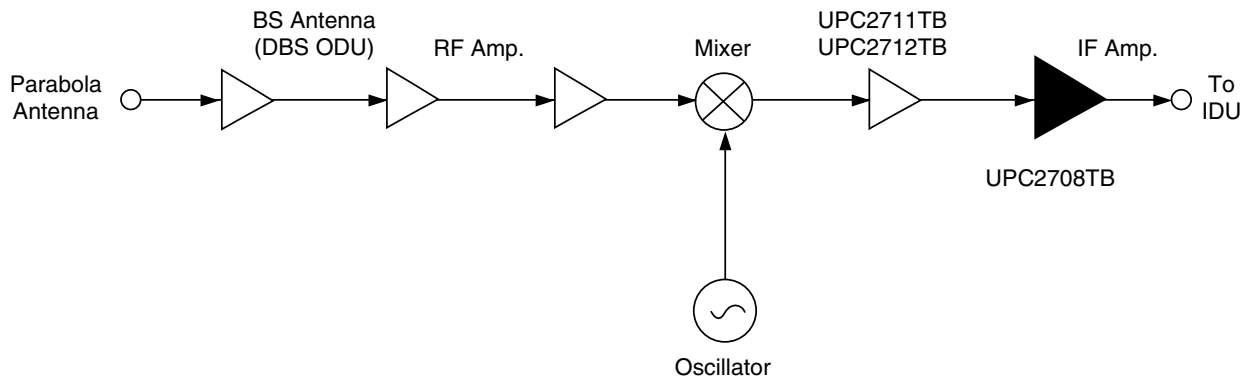 Parabola
Antenna
BS Antenna
(DBS ODU)
RF Amp.
Mixer
UPC2711TB
UPC2712TB
IF Amp.
To
IDU
UPC2708TB
Oscillator